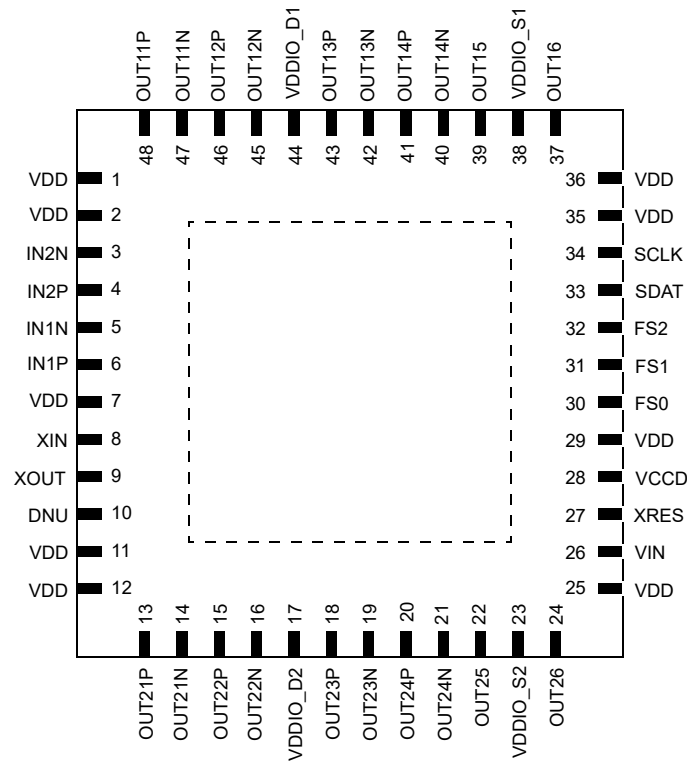 OUT11P
OUT11N
OUT12P
OUT12N
VDDIO_D1
OUT13P
OUT13N
OUT14P
OUT14N
OUT15
VDDIO_S1
OUT16
48
47
46
45
44
43
42
41
40
39
38
37
VDD 1
VDD 2
IN2N 3
IN2P 4
IN1N 5
IN1P 6
VDD 7
XIN 8
XOUT 9
DNU 10
VDD 11
VDD 12
36 VDD
35 VDD
34 SCLK
33 SDAT
32 FS2
31 FS1
30 FS0
29 VDD
28 VCCD
27 XRES
26 VIN
25 VDD
13
14
15
16
17
18
19
20
21
22
23
24
OUT21P
OUT21N
OUT22P
OUT22N
VDDIO_D2
OUT23P
OUT23N
OUT24P
OUT24N
OUT25
VDDIO_S2
OUT26